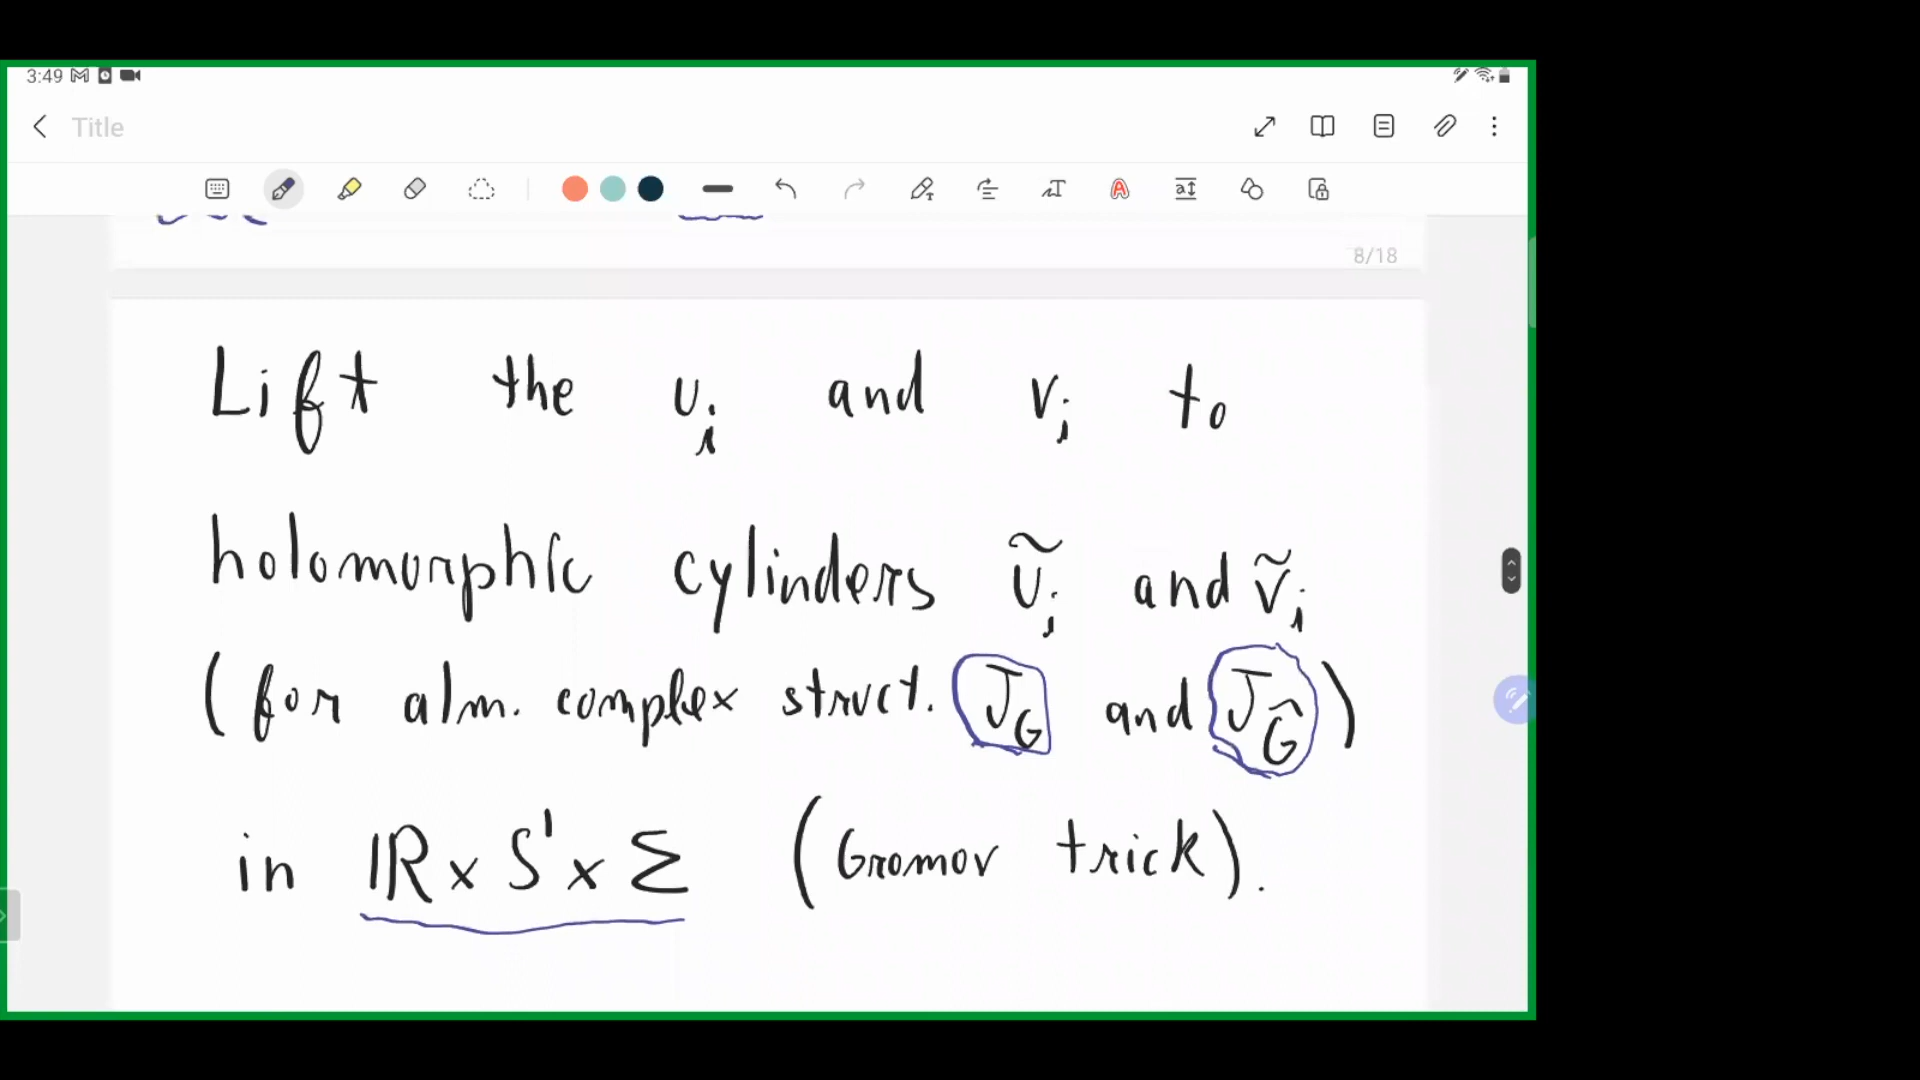 3:49
Title
8/18
Lift the u_i and v_i to
holomorphic cylinders ũ_i and ṽ_i
(for alm. complex struct. J_G and J_Ĝ)
in ℝ × S¹ × Σ (Gromov trick).